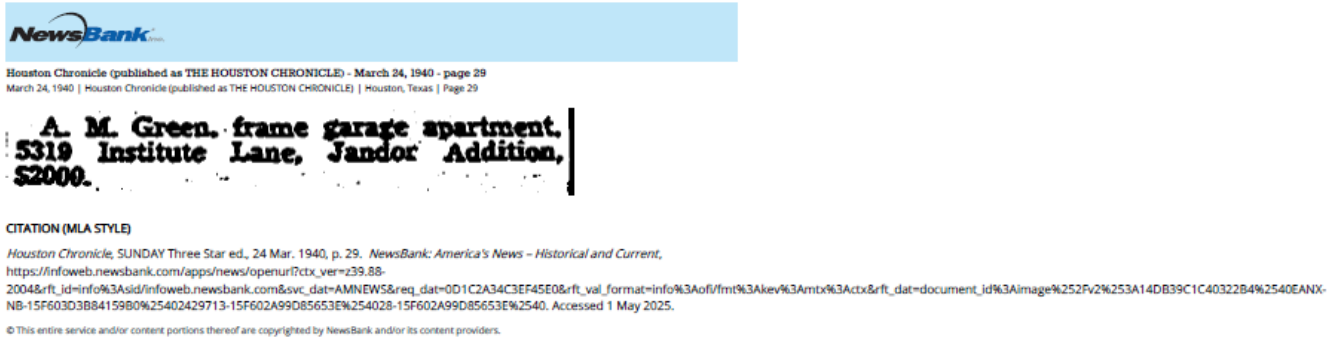 NewsBank inc.
Houston Chronicle (published as THE HOUSTON CHRONICLE) - March 24, 1940 - page 29
March 24, 1940 | Houston Chronicle (published as THE HOUSTON CHRONICLE) | Houston, Texas | Page 29
A. M. Green, frame garage apartment,
5319 Institute Lane, Jandor Addition,
$2000.
CITATION (MLA STYLE)
Houston Chronicle, SUNDAY Three Star ed., 24 Mar. 1940, p. 29. NewsBank: America's News – Historical and Current,
https://infoweb.newsbank.com/apps/news/openurl?ctx_ver=z39.88-
2004&rft_id=info%3Asid/infoweb.newsbank.com&svc_dat=AMNEWS&req_dat=0D1C2A34C3EF45E0&rft_val_format=info%3Aofi/fmt%3Akev%3Amtx%3Actx&rft_dat=document_id%3Aimage%252Fv2%253A14DB39C1C40322B4%2540EANX-
NB-15F603D3B84159B0%25402429713-15F602A99D85653E%254028-15F602A99D85653E%2540. Accessed 1 May 2025.
© This entire service and/or content portions thereof are copyrighted by NewsBank and/or its content providers.